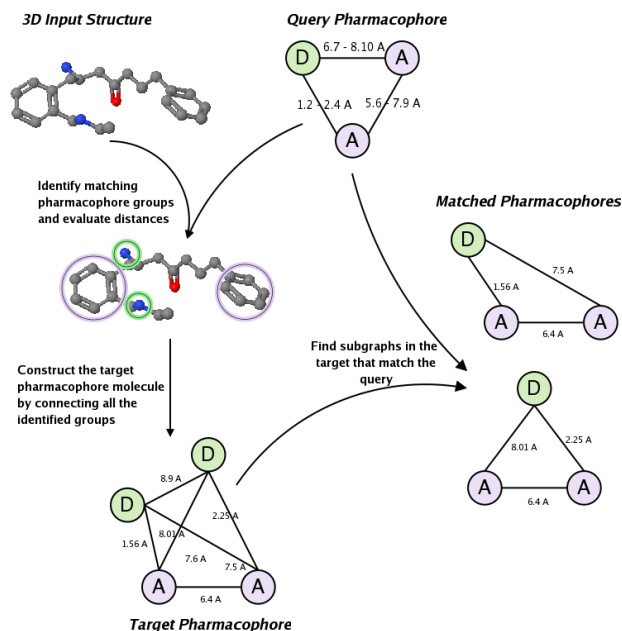 3D Input Structure
Query Pharmacophore
D
6.7 - 8.10 A
A
1.2 - 2.4 A
5.6 - 7.9 A
A
Identify matching
pharmacophore groups
and evaluate distances
Matched Pharmacophores
D
7.5 A
1.56 A
A
6.4 A
A
Construct the target
pharmacophore molecule
by connecting all the
identified groups
Find subgraphs in the
target that match the
query
D
8.01 A
2.25 A
A
6.4 A
A
D
8.9 A
D
2.25 A
8.01 A
1.56 A
7.6 A
7.5 A
A
6.4 A
A
Target Pharmacophore